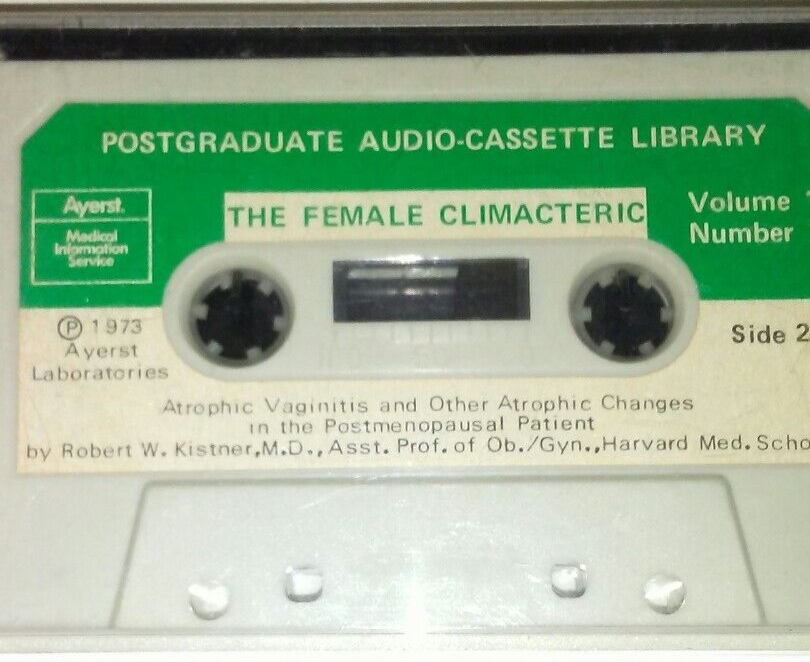 POSTGRADUATE AUDIO-CASSETTE LIBRARY
Ayerst®
Medical
Information
Service
THE FEMALE CLIMACTERIC
Volume
Number
Ⓟ 1973
Ayerst
Laboratories
Side 2
Atrophic Vaginitis and Other Atrophic Changes
in the Postmenopausal Patient
by Robert W. Kistner, M.D., Asst. Prof. of Ob./Gyn., Harvard Med. Scho